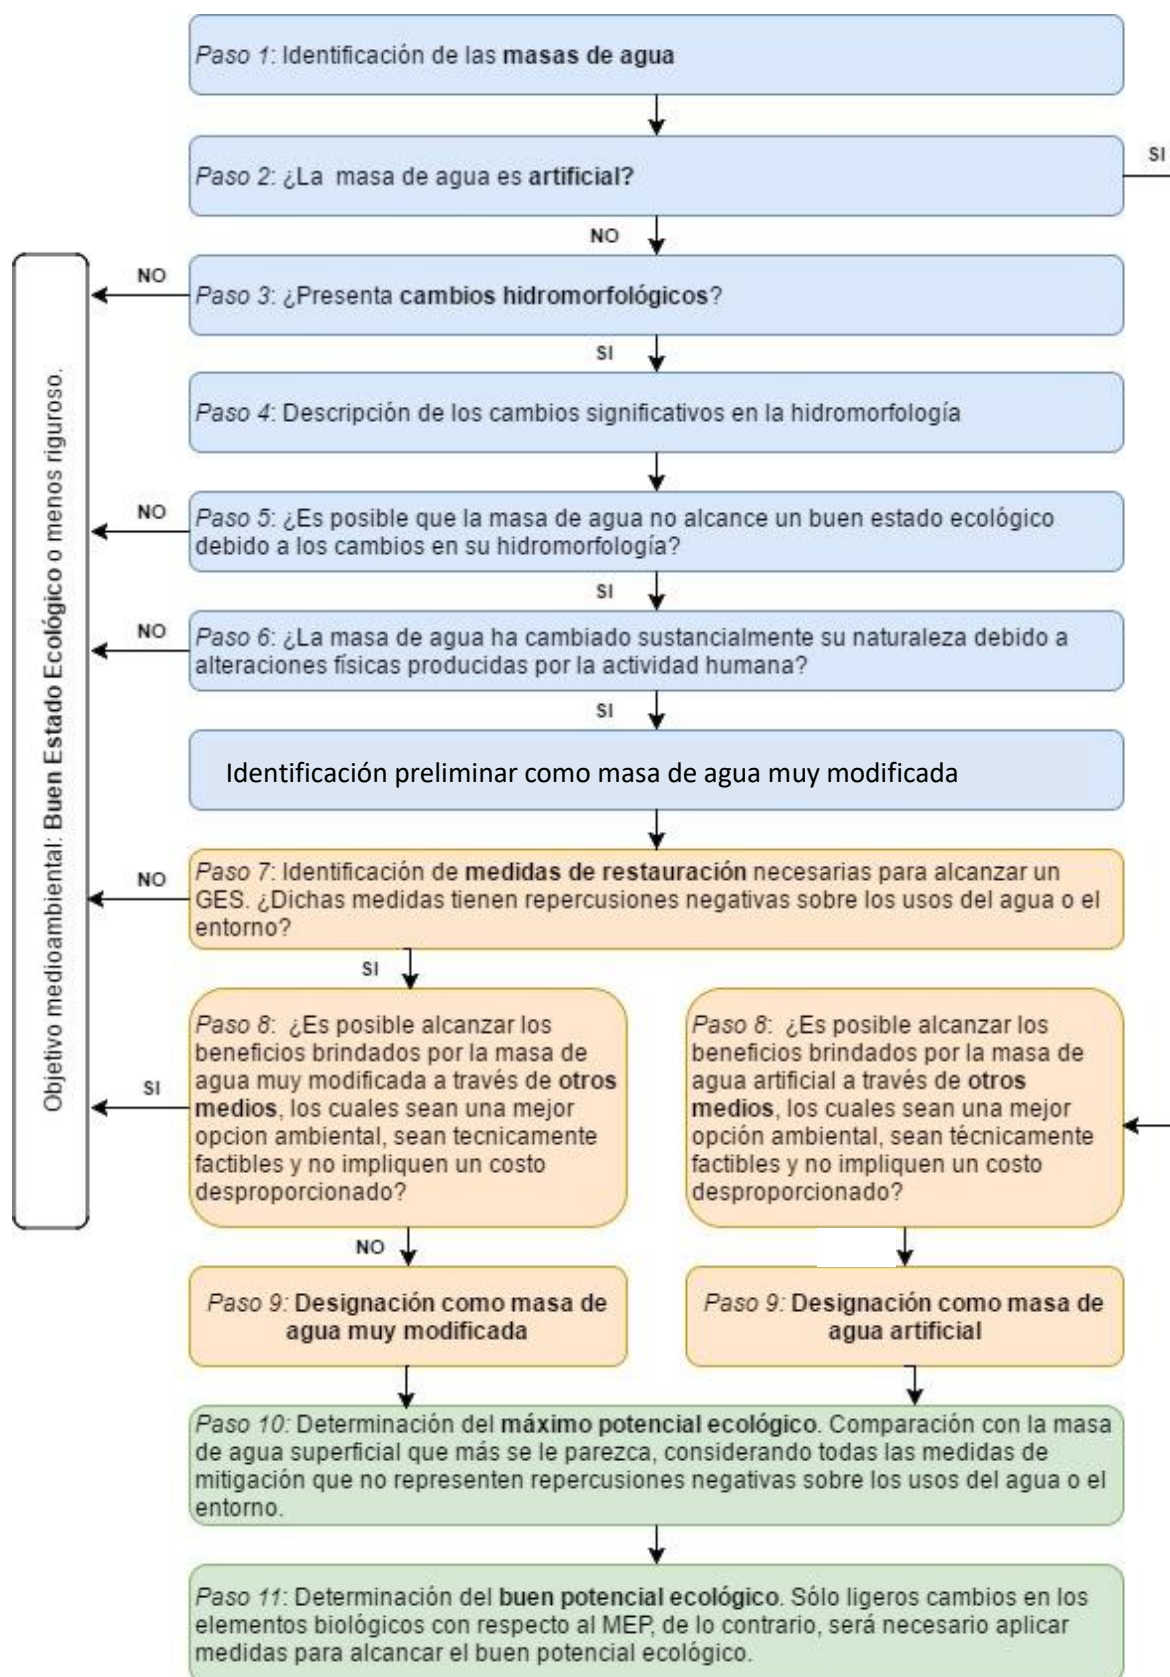 Paso 1: Identificación de las masas de agua
Paso 2: ¿La masa de agua es artificial?
SI
NO
NO
Paso 3: ¿Presenta cambios hidromorfológicos?
SI
Paso 4: Descripción de los cambios significativos en la hidromorfología
NO
Paso 5: ¿Es posible que la masa de agua no alcance un buen estado ecológico
debido a los cambios en su hidromorfología?
SI
NO
Paso 6: ¿La masa de agua ha cambiado sustancialmente su naturaleza debido a
alteraciones físicas producidas por la actividad humana?
SI
Identificación preliminar como masa de agua muy modificada
NO
Paso 7: Identificación de medidas de restauración necesarias para alcanzar un
GES. ¿Dichas medidas tienen repercusiones negativas sobre los usos del agua o el
entorno?
SI
Objetivo medioambiental: Buen Estado Ecológico o menos riguroso.
SI
Paso 8: ¿Es posible alcanzar los
beneficios brindados por la masa de
agua muy modificada a través de otros
medios, los cuales sean una mejor
opcion ambiental, sean tecnicamente
factibles y no impliquen un costo
desproporcionado?
Paso 8: ¿Es posible alcanzar los
beneficios brindados por la masa de
agua artificial a través de otros
medios, los cuales sean una mejor
opción ambiental, sean técnicamente
factibles y no impliquen un costo
desproporcionado?
NO
Paso 9: Designación como masa de
agua muy modificada
Paso 9: Designación como masa de
agua artificial
Paso 10: Determinación del máximo potencial ecológico. Comparación con la masa
de agua superficial que más se le parezca, considerando todas las medidas de
mitigación que no representen repercusiones negativas sobre los usos del agua o el
entorno.
Paso 11: Determinación del buen potencial ecológico. Sólo ligeros cambios en los
elementos biológicos con respecto al MEP, de lo contrario, será necesario aplicar
medidas para alcancar el buen potencial ecológico.